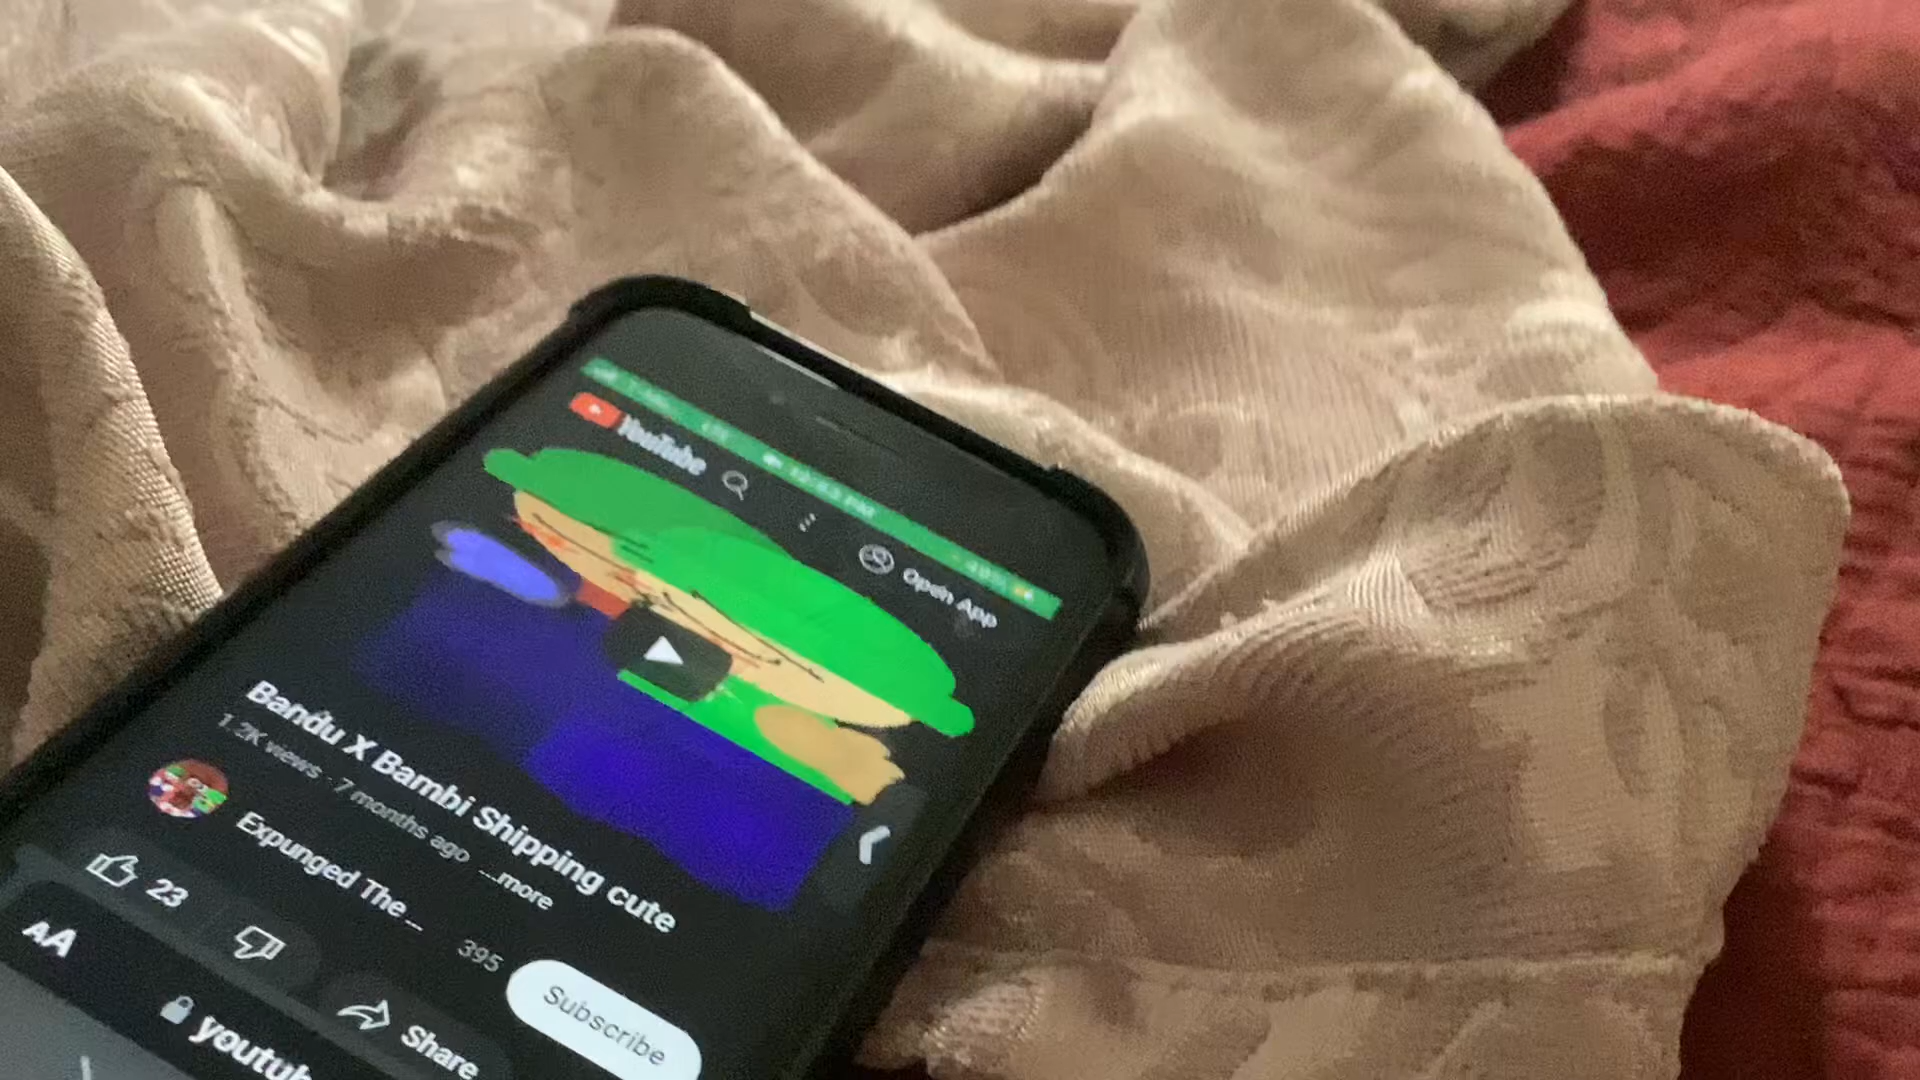 YouTube
Open App
Bandu X Bambi Shipping cute
1.2K views · 7 months ago ...more
Expunged The ... 395
Subscribe
23
Share
AA
youtub